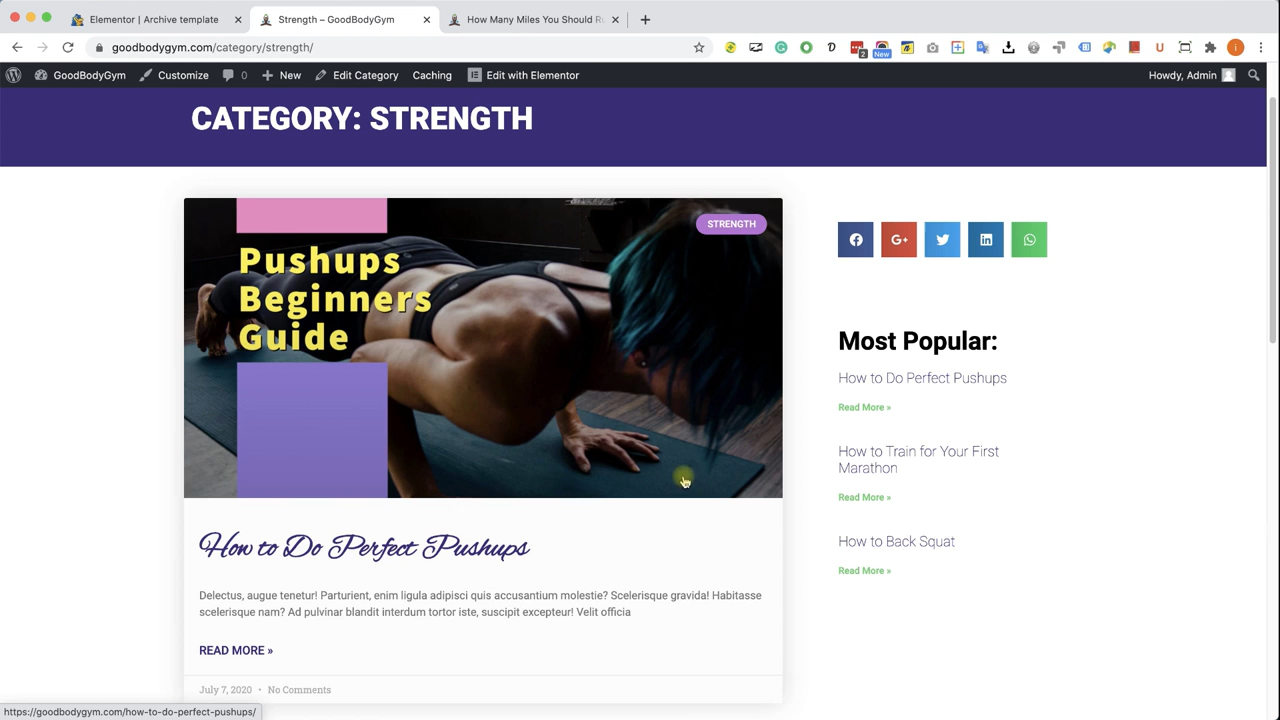 Elementor | Archive template
Strength – GoodBodyGym
How Many Miles You Should R
goodbodygym.com/category/strength/
2
New
GoodBodyGym
Customize
0
New
Edit Category
Caching
Edit with Elementor
Howdy, Admin
CATEGORY: STRENGTH
STRENGTH
Pushups
Beginners
Guide
How to Do Perfect Pushups
Delectus, augue tenetur! Parturient, enim ligula adipisci quis accusantium molestie? Scelerisque gravida! Habitasse
scelerisque nam? Ad pulvinar blandit interdum tortor iste, suscipit excepteur! Velit officia
READ MORE »
July 7, 2020 • No Comments
G+
Most Popular:
How to Do Perfect Pushups
Read More »
How to Train for Your First
Marathon
Read More »
How to Back Squat
Read More »
https://goodbodygym.com/how-to-do-perfect-pushups/